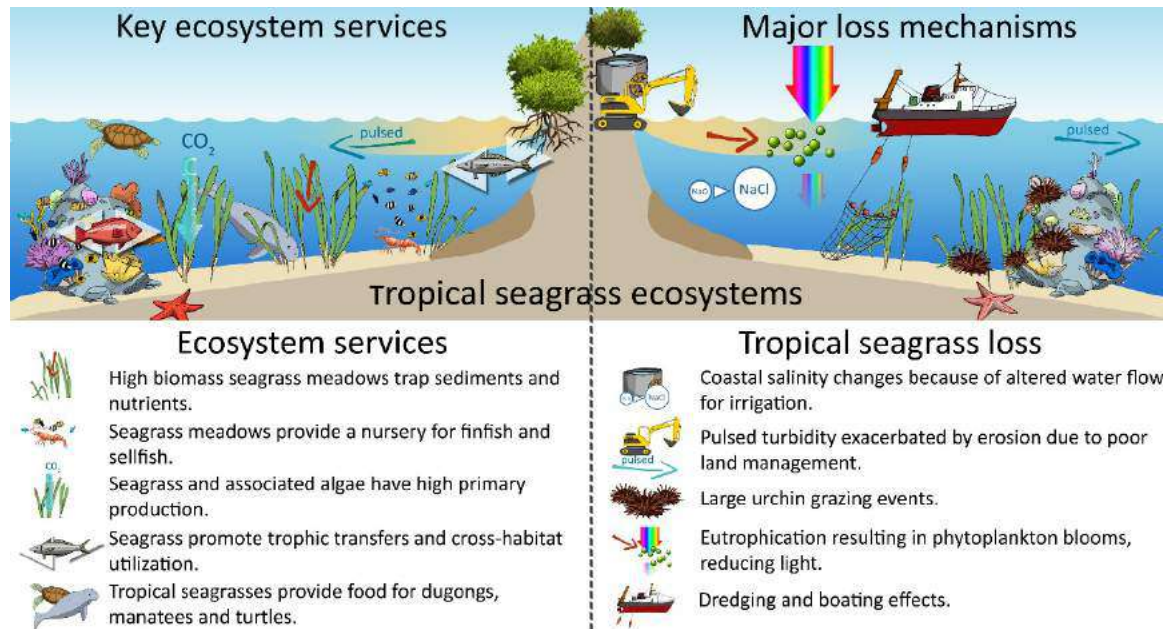 Key ecosystem services
Major loss mechanisms
pulsed
CO2
C
NaCl
NaCl
pulsed
Tropical seagrass ecosystems
Ecosystem services
High biomass seagrass meadows trap sediments and
nutrients.
Seagrass meadows provide a nursery for finfish and
sellfish.
CO2
Seagrass and associated algae have high primary
production.
Seagrass promote trophic transfers and cross-habitat
utilization.
Tropical seagrasses provide food for dugongs,
manatees and turtles.
Tropical seagrass loss
NaCl
Coastal salinity changes because of altered water flow
for irrigation.
pulsed
Pulsed turbidity exacerbated by erosion due to poor
land management.
Large urchin grazing events.
Eutrophication resulting in phytoplankton blooms,
reducing light.
Dredging and boating effects.